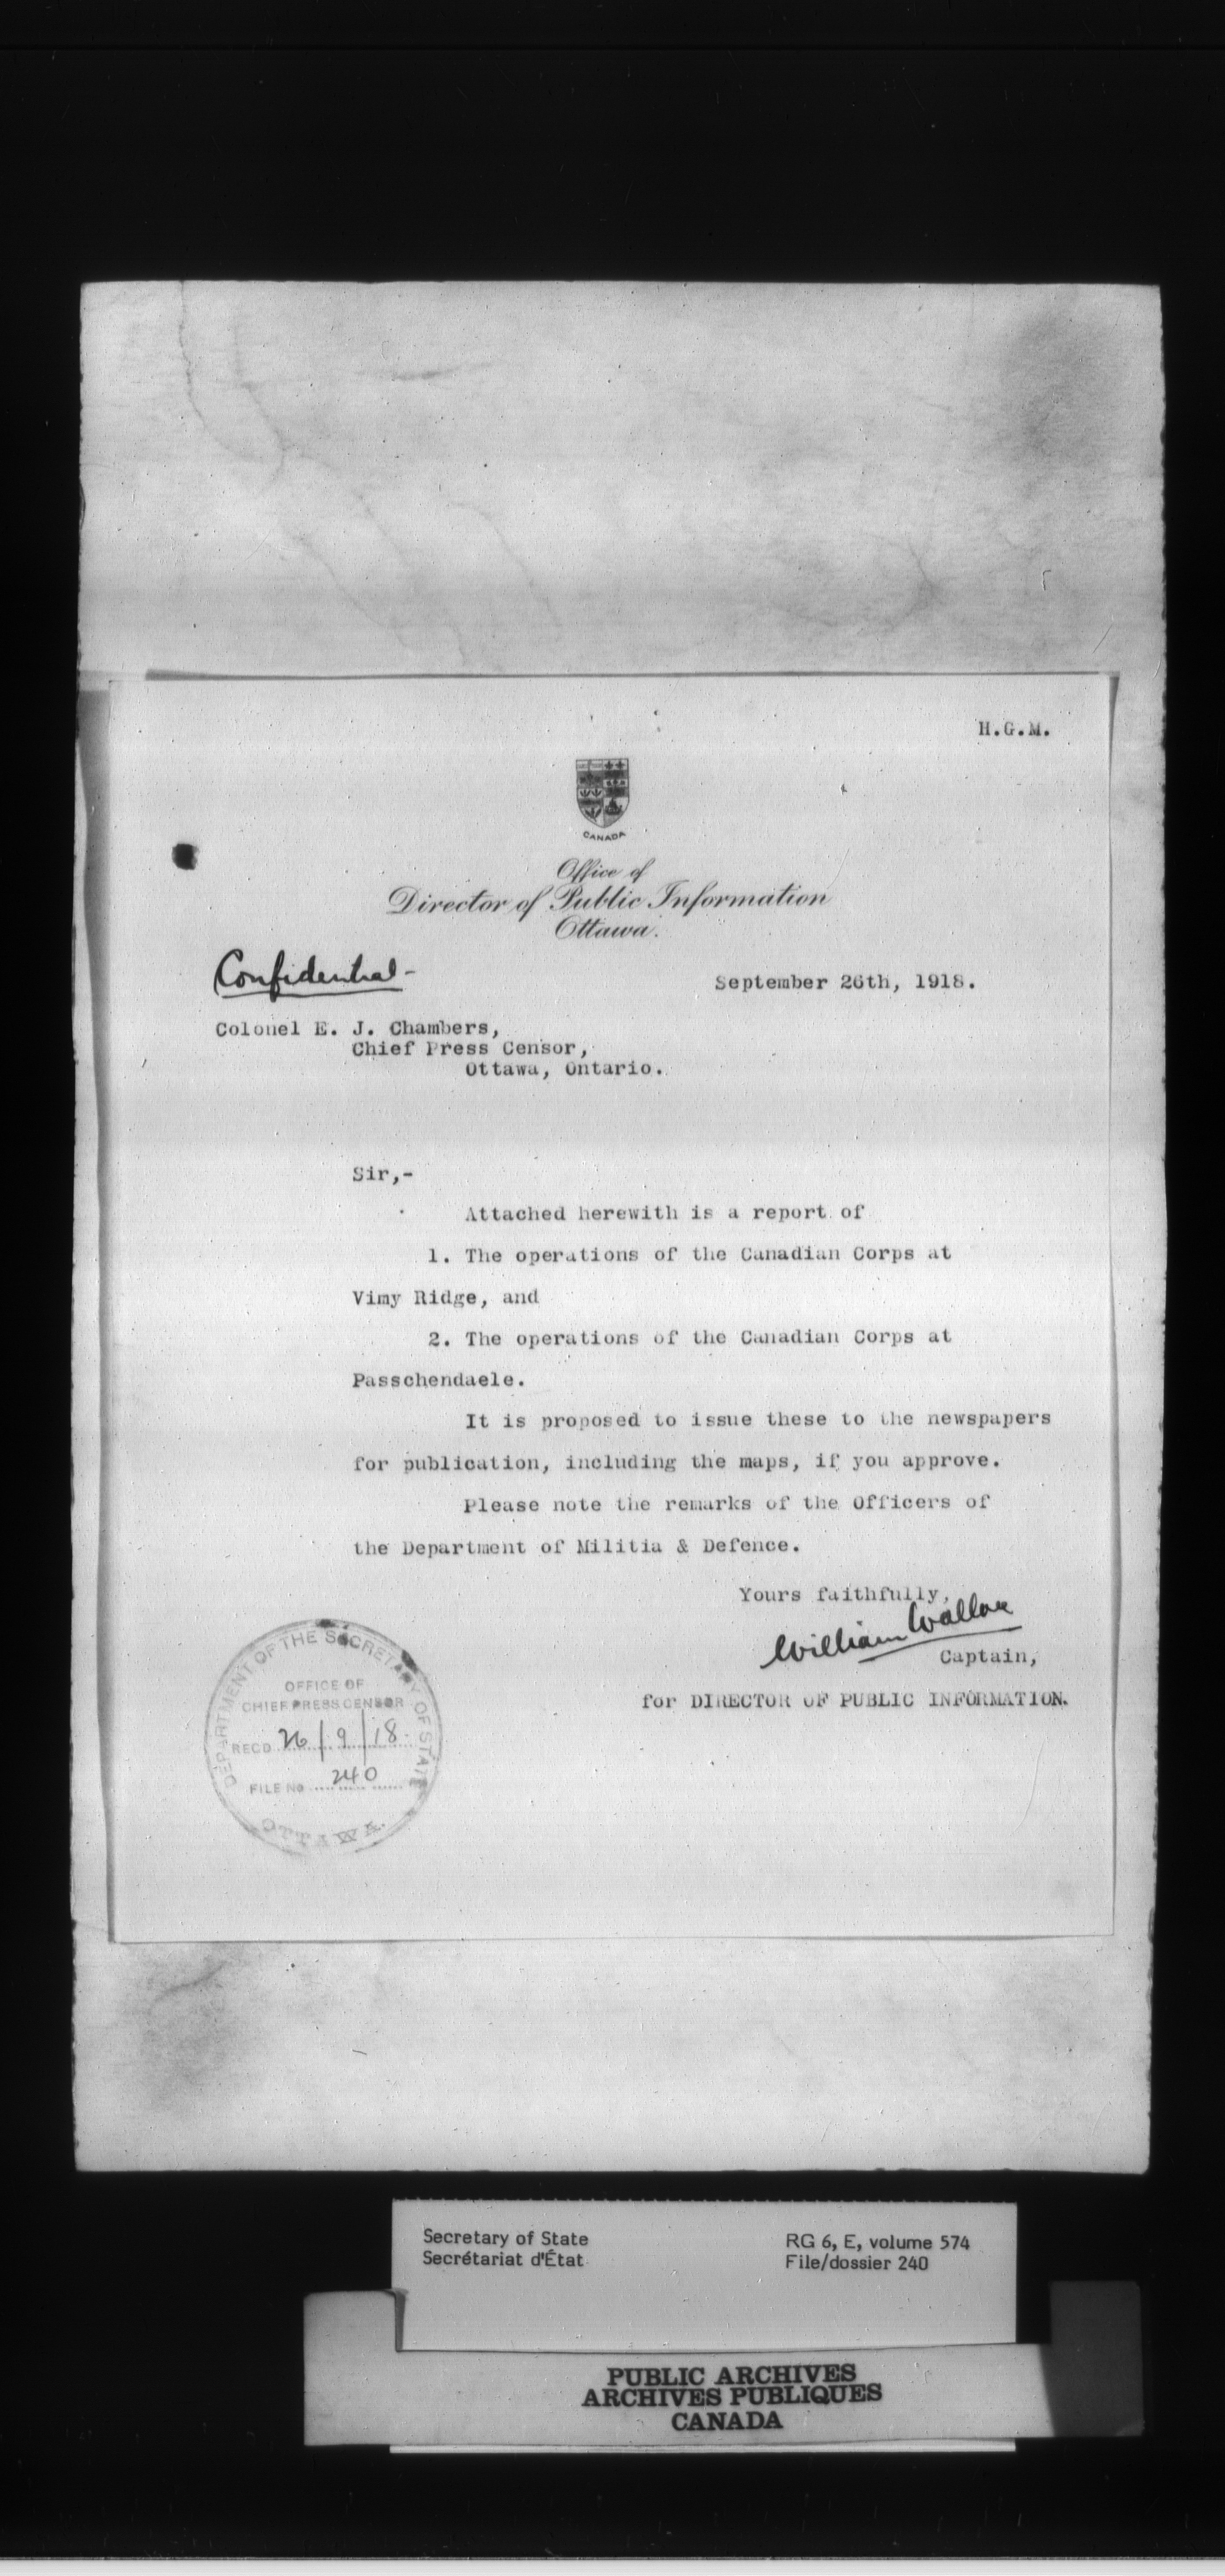 H.G.M.
CANADA
Office of
Director of Public Information
Ottawa.
Confidential-
September 26th, 1918.
Colonel E. J. Chambers,
Chief Press Censor,
Ottawa, Ontario.
Sir,-
Attached herewith is a report of
1. The operations of the Canadian Corps at
Vimy Ridge, and
2. The operations of the Canadian Corps at
Passchendaele.
It is proposed to issue these to the newspapers
for publication, including the maps, if you approve.
Please note the remarks of the Officers of
the Department of Militia & Defence.
Yours faithfully,
William Wallace
Captain,
for DIRECTOR OF PUBLIC INFORMATION.
DEPARTMENT OF THE SECRETARY OF STATE
OFFICE OF
CHIEF PRESS CENSOR
REC'D 26/9/18.
FILE No 240
OTTAWA.
Secretary of State
Secrétariat d'État
RG 6, E, volume 574
File/dossier 240
PUBLIC ARCHIVES
ARCHIVES PUBLIQUES
CANADA